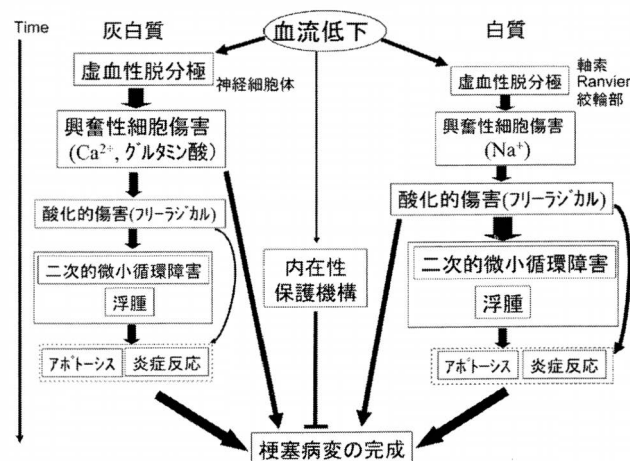 Time
灰白質
血流低下
白質
虚血性脱分極
神経細胞体
虚血性脱分極
軸索
Ranvier
絞輪部
興奮性細胞傷害
(Ca²⁺, グルタミン酸)
興奮性細胞傷害
(Na⁺)
酸化的傷害(フリーラジカル)
酸化的傷害(フリーラジカル)
二次的微小循環障害
浮腫
内在性
保護機構
二次的微小循環障害
浮腫
アポトーシス
炎症反応
アポトーシス
炎症反応
梗塞病変の完成